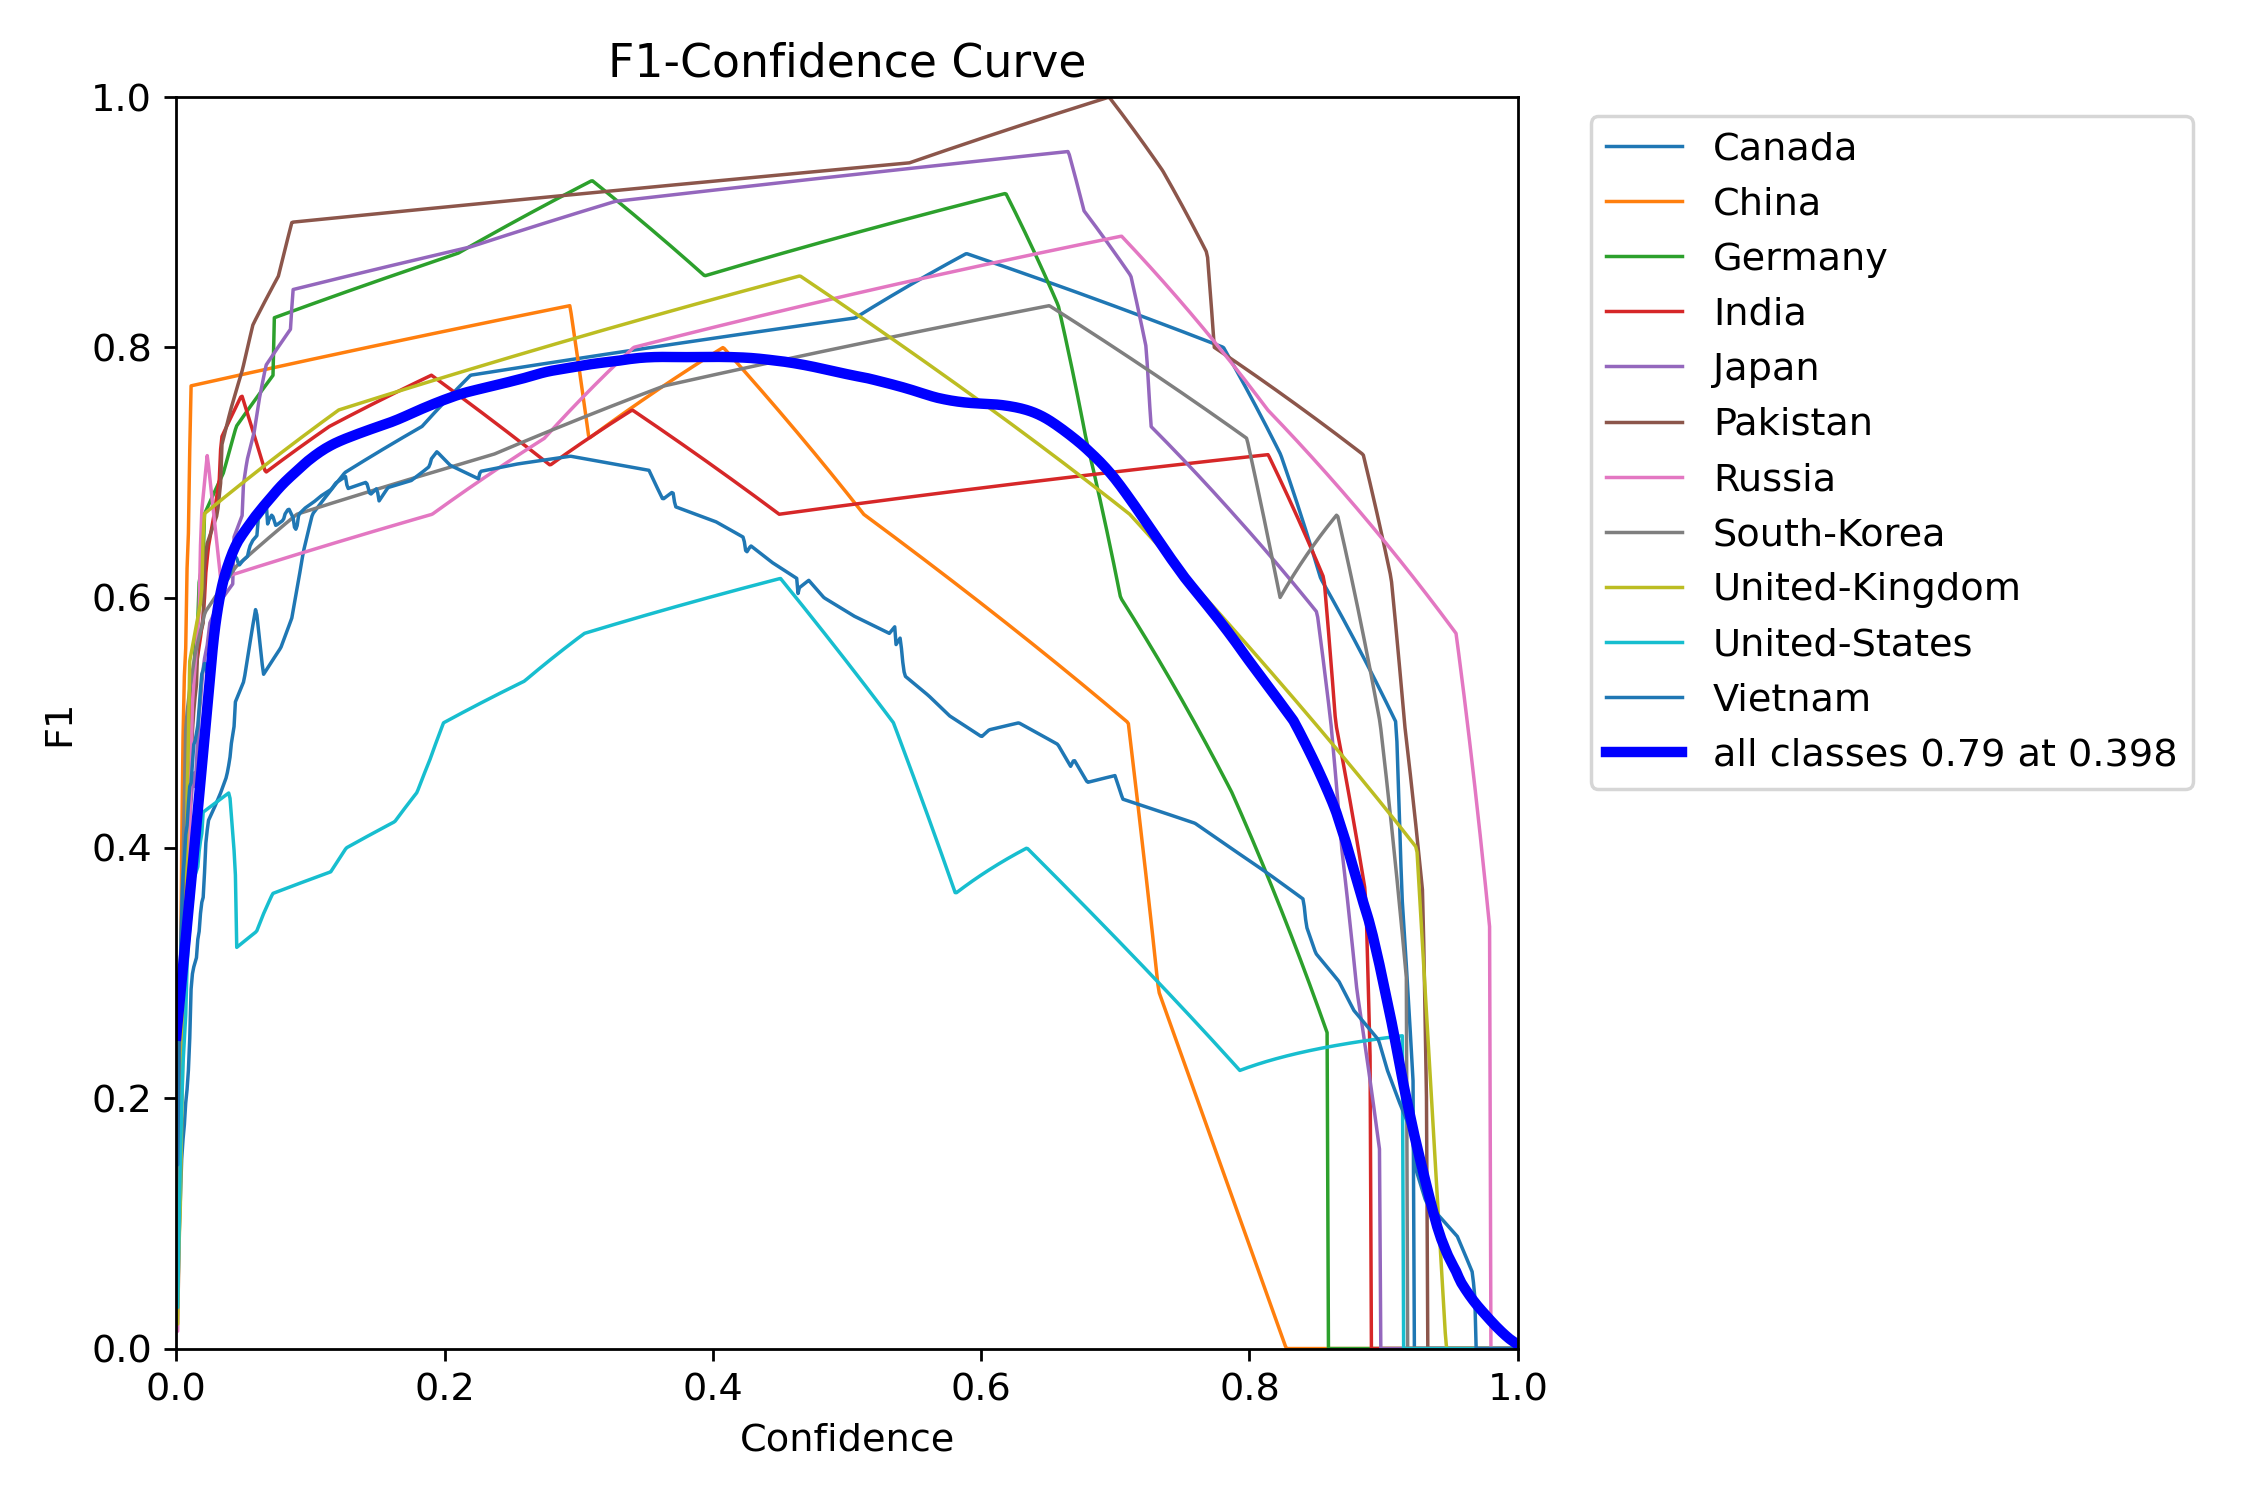 F1-Confidence Curve
1.0
0.8
0.6
0.4
0.2
0.0
F1
0.0 0.2 0.4 0.6 0.8 1.0
Confidence
Canada
China
Germany
India
Japan
Pakistan
Russia
South-Korea
United-Kingdom
United-States
Vietnam
all classes 0.79 at 0.398